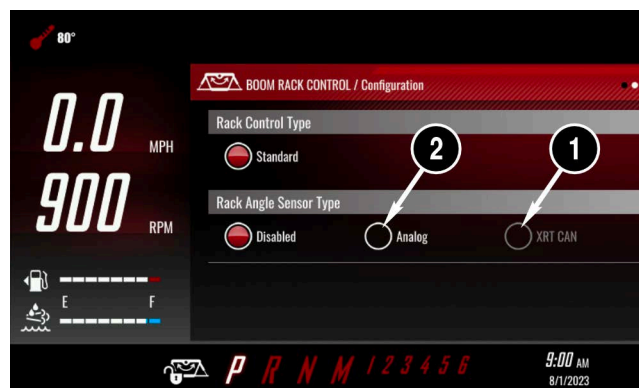 80°
BOOM RACK CONTROL / Configuration
0.0 MPH
900 RPM
Rack Control Type
Standard
2
1
Rack Angle Sensor Type
Disabled
Analog
XRT CAN
E F
P R N M 1 2 3 4 5 6
9:00 AM
8/1/2023